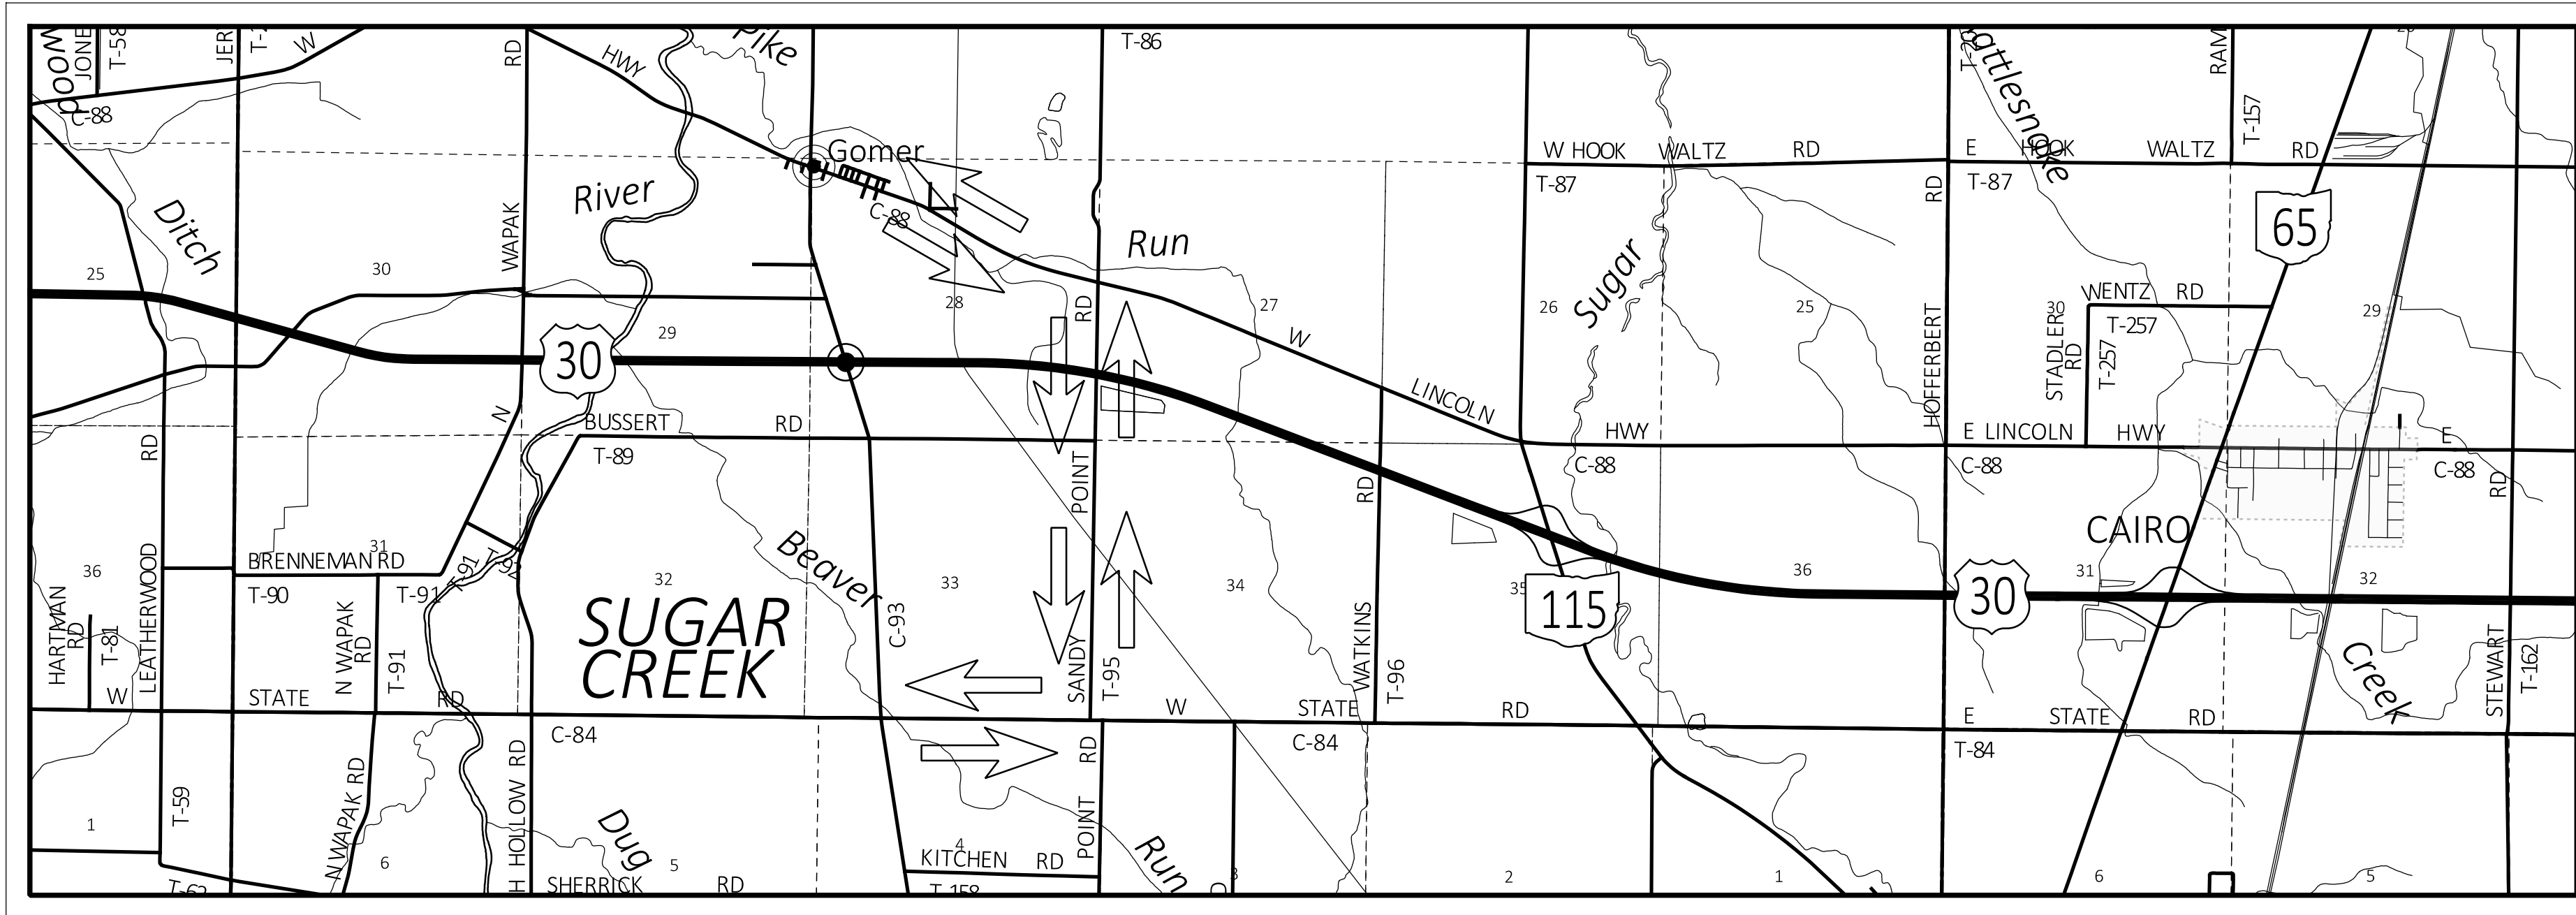 T-58
T-86
W
RD
HWY
Pike
C-88
Gomer
W HOOK WALTZ RD
E HOOK WALTZ RD
T-87
T-87
RD
T-157
Ditch
River
WAPAK
C-88
Run
Sugar
65
25
30
29
28
27
26
25
30
29
RD
W
WENTZ RD
T-257
STADLER
RD
T-257
HOFFERBERT
30
LINCOLN
HWY
E LINCOLN HWY
E
C-88
C-88
C-88
N
BUSSERT RD
T-89
RD
POINT
RD
RD
CAIRO
BRENNEMAN RD
T-90
T-91
T-91
31
36
32
33
34
35
36
31
32
Beaver
C-93
115
30
HARTMAN
RD
T-81
LEATHERWOOD
N WAPAK
RD
T-91
SUGAR
CREEK
SANDY
T-95
WATKINS
T-96
Creek
STEWART
T-162
W STATE RD
W STATE RD
E STATE RD
C-84
C-84
T-84
T-59
N WAPAK RD
H HOLLOW RD
RD
POINT
1
6
5
4
3
2
1
6
5
Dug
Run
KITCHEN RD
SHERRICK RD